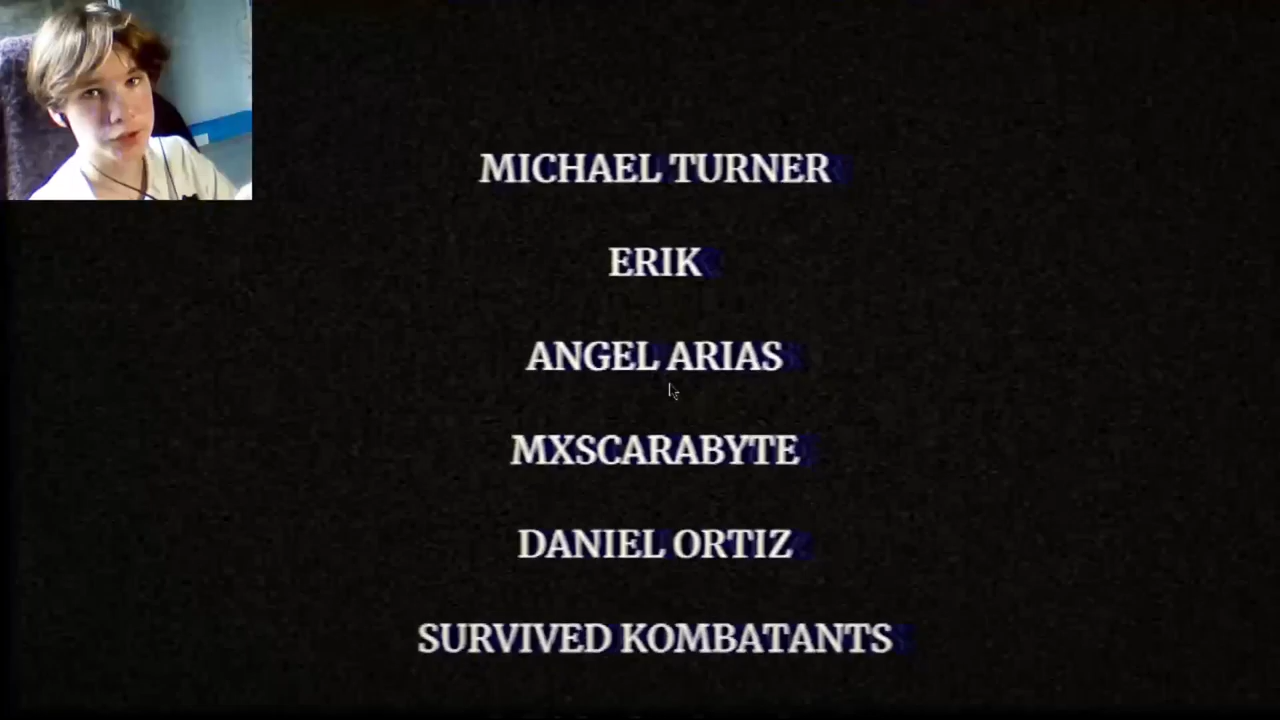 MICHAEL TURNER
ERIK
ANGEL ARIAS
MXSCARABYTE
DANIEL ORTIZ
SURVIVED KOMBATANTS